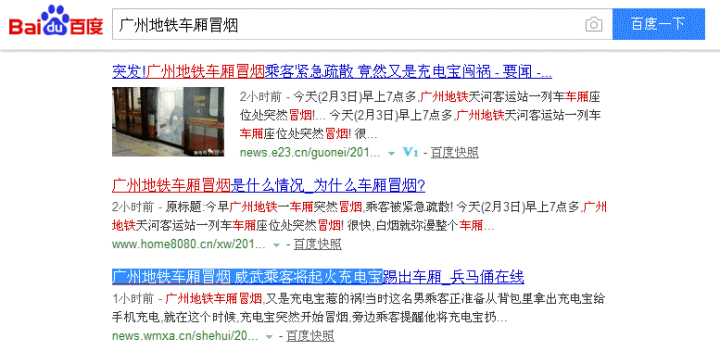 Bai du 百度 广州地铁车厢冒烟 百度一下
突发!广州地铁车厢冒烟乘客紧急疏散 竟然又是充电宝闯祸 - 要闻 -...
2小时前 - 今天(2月3日)早上7点多,广州地铁天河客运站一列车车厢座
位处突然冒烟!... 今天(2月3日)早上7点多,广州地铁天河客运站一列车
车厢座位处突然冒烟! 很...
news.e23.cn/guonei/201... V1 - 百度快照
广州地铁车厢冒烟是什么情况_为什么车厢冒烟?
2小时前 - 原标题:今早广州地铁一车厢突然冒烟,乘客被紧急疏散! 今天(2月3日)早上7点多,广州
地铁天河客运站一列车车厢座位处突然冒烟! 很快,白烟就弥漫整个车厢...
www.home8080.cn/xw/201... - 百度快照
广州地铁车厢冒烟 威武乘客将起火充电宝踢出车厢_兵马俑在线
1小时前 - 广州地铁车厢冒烟,又是充电宝惹的祸!当时这名男乘客正准备从背包里拿出充电宝给
手机充电,就在这个时候,充电宝突然开始冒烟,旁边乘客提醒他将充电宝扔...
news.wmxa.cn/shehui/20... - 百度快照